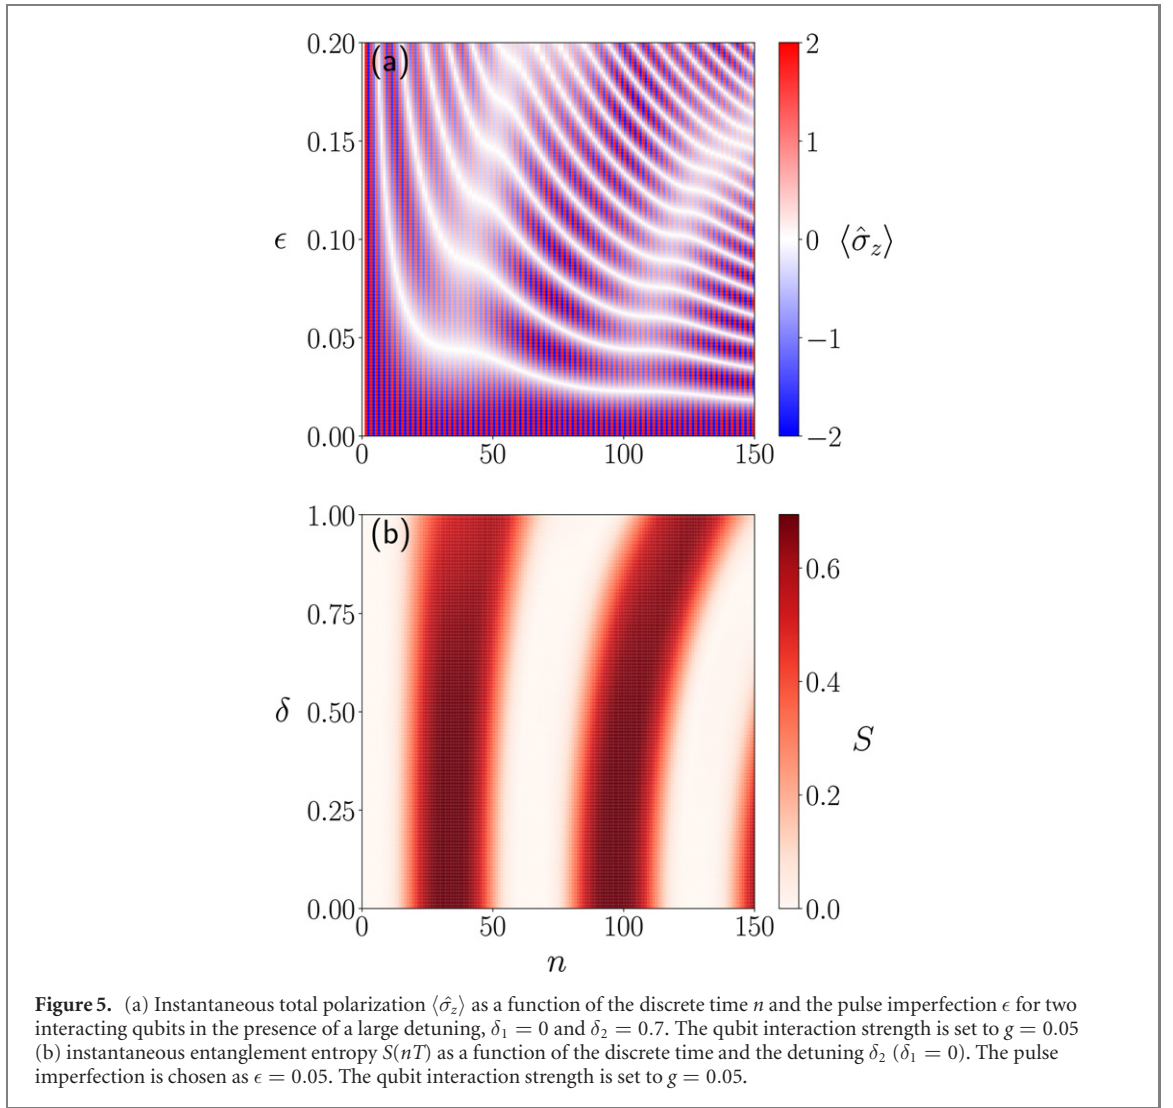 (a)
0.20
0.15
0.10
0.05
0.00
ϵ
0
50
100
150
2
1
0
−1
−2
⟨σ̂z⟩
(b)
1.00
0.75
0.50
0.25
0.00
δ
0
50
100
150
n
0.6
0.4
0.2
0.0
S
Figure 5. (a) Instantaneous total polarization ⟨σ̂z⟩ as a function of the discrete time n and the pulse imperfection ϵ for two
interacting qubits in the presence of a large detuning, δ1 = 0 and δ2 = 0.7. The qubit interaction strength is set to g = 0.05
(b) instantaneous entanglement entropy S(nT) as a function of the discrete time and the detuning δ2 (δ1 = 0). The pulse
imperfection is chosen as ϵ = 0.05. The qubit interaction strength is set to g = 0.05.